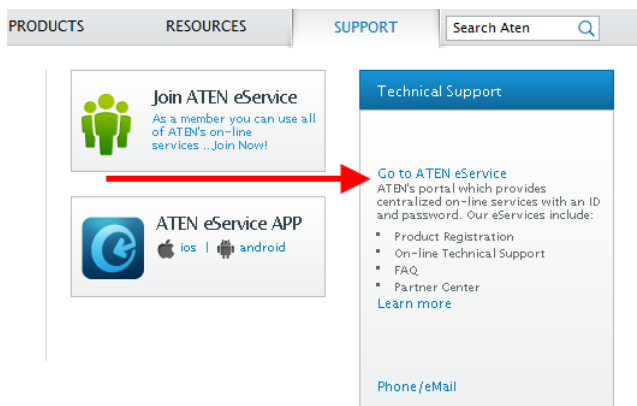 PRODUCTS
RESOURCES
SUPPORT
Search Aten
Join ATEN eService
As a member you can use all
of ATEN's on-line
services ...Join Now!
ATEN eService APP
ios | android
Technical Support
Go to ATEN eService
ATEN's portal which provides
centralized on-line services with an ID
and password. Our eServices include:
▪ Product Registration
▪ On-line Technical Support
▪ FAQ
▪ Partner Center
Learn more
Phone/eMail